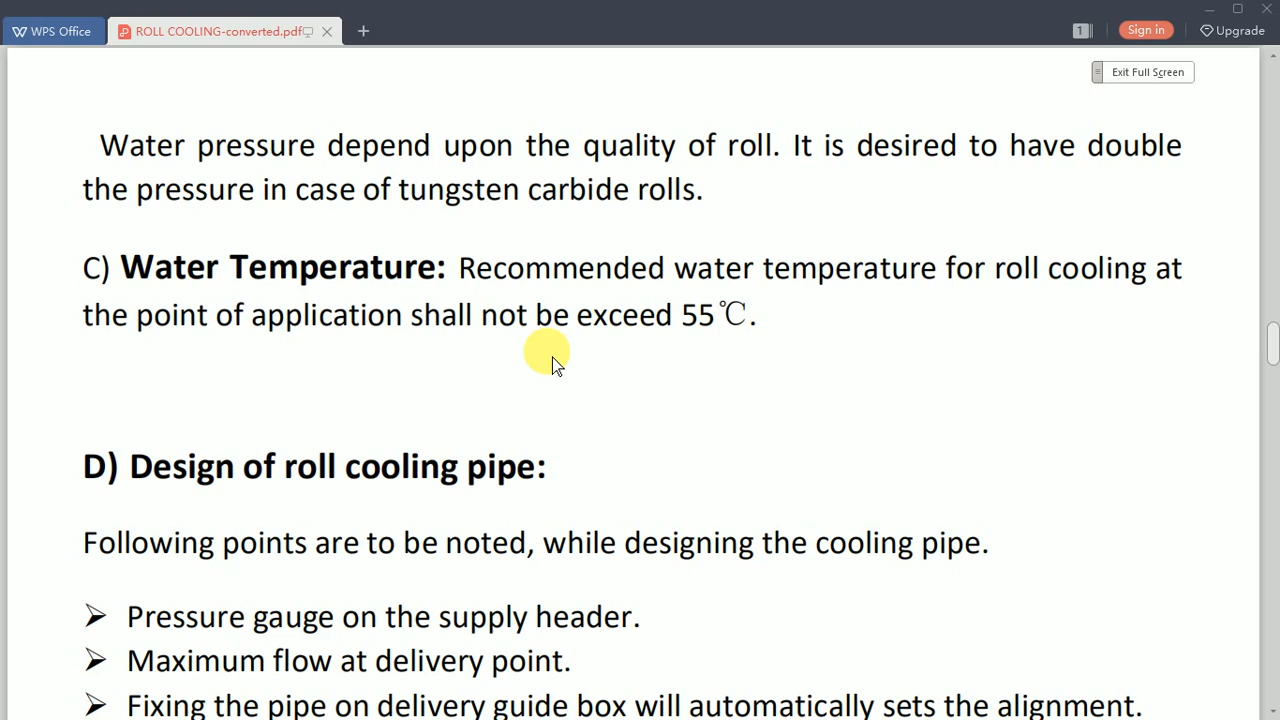 WPS Office
ROLL COOLING-converted.pdf
1
Sign in
Upgrade
Exit Full Screen
Water pressure depend upon the quality of roll. It is desired to have double
the pressure in case of tungsten carbide rolls.
C) Water Temperature: Recommended water temperature for roll cooling at
the point of application shall not be exceed 55℃.
D) Design of roll cooling pipe:
Following points are to be noted, while designing the cooling pipe.
➢ Pressure gauge on the supply header.
➢ Maximum flow at delivery point.
➢ Fixing the pipe on delivery guide box will automatically sets the alignment.